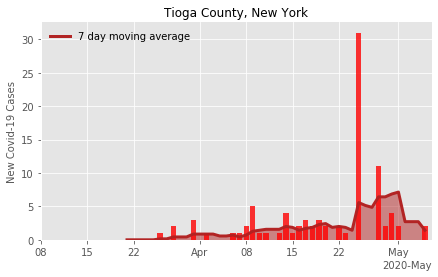 Tioga County, New York
7 day moving average
New Covid-19 Cases
30
25
20
15
10
5
0
08
15
22
Apr
08
15
22
May
08
2020-May